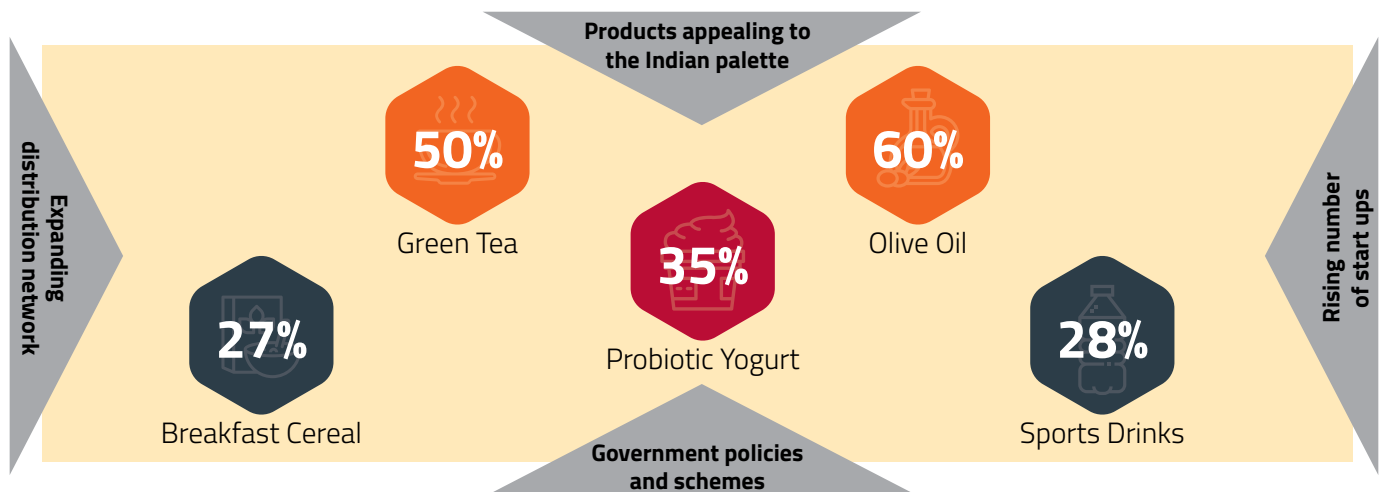 Products appealing to
the Indian palette
Expanding
distribution network
50%
Green Tea
60%
Olive Oil
35%
Probiotic Yogurt
27%
Breakfast Cereal
28%
Sports Drinks
Rising number
of start ups
Government policies
and schemes